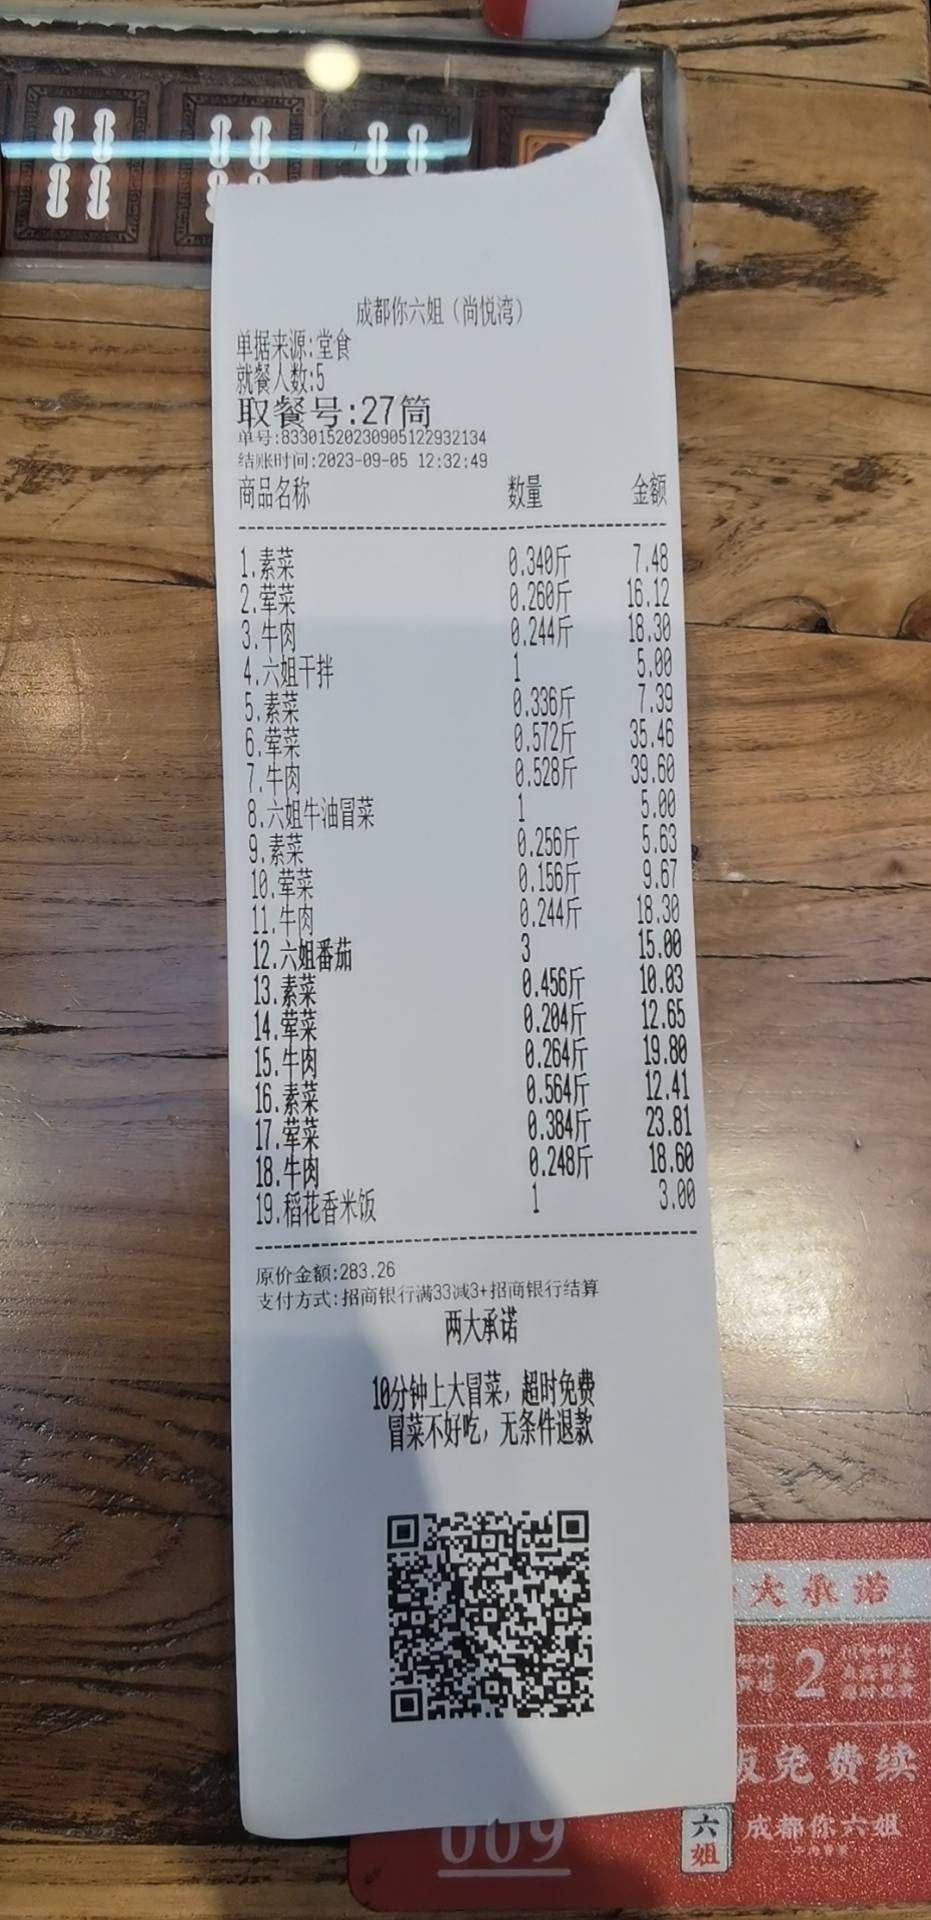 成都你六姐（尚悦湾）
单据来源:堂食
就餐人数:5
取餐号:27筒
单号:83301520230905122932134
结账时间:2023-09-05 12:32:49
商品名称 数量 金额
1.素菜 0.340斤 7.48
2.荤菜 0.260斤 16.12
3.牛肉 0.244斤 18.30
4.六姐干拌 1 5.00
5.素菜 0.336斤 7.39
6.荤菜 0.572斤 35.46
7.牛肉 0.528斤 39.60
8.六姐牛油冒菜 1 5.00
9.素菜 0.256斤 5.63
10.荤菜 0.156斤 9.67
11.牛肉 0.244斤 18.30
12.六姐番茄 3 15.00
13.素菜 0.456斤 10.03
14.荤菜 0.204斤 12.65
15.牛肉 0.264斤 19.80
16.素菜 0.564斤 12.41
17.荤菜 0.384斤 23.81
18.牛肉 0.248斤 18.60
19.稻花香米饭 1 3.00
原价金额:283.26
支付方式:招商银行满33减3+招商银行结算
两大承诺
10分钟上大冒菜，超时免费
冒菜不好吃，无条件退款
大承诺
2
饭免费续
009
六姐
成都你六姐